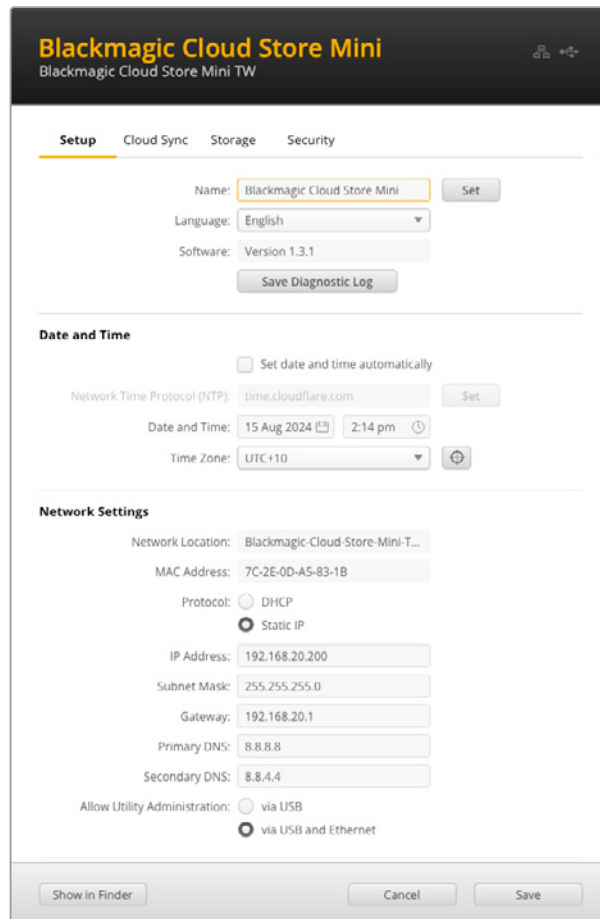 Blackmagic Cloud Store Mini
Blackmagic Cloud Store Mini TW
Setup Cloud Sync Storage Security
Name: Blackmagic Cloud Store Mini Set
Language: English
Software: Version 1.3.1
Save Diagnostic Log
Date and Time
Set date and time automatically
Network Time Protocol (NTP): time.cloudflare.com Set
Date and Time: 15 Aug 2024 2:14 pm
Time Zone: UTC+10
Network Settings
Network Location: Blackmagic-Cloud-Store-Mini-T...
MAC Address: 7C-2E-0D-A5-83-1B
Protocol: DHCP
Static IP
IP Address: 192.168.20.200
Subnet Mask: 255.255.255.0
Gateway: 192.168.20.1
Primary DNS: 8.8.8.8
Secondary DNS: 8.8.4.4
Allow Utility Administration: via USB
via USB and Ethernet
Show in Finder Cancel Save